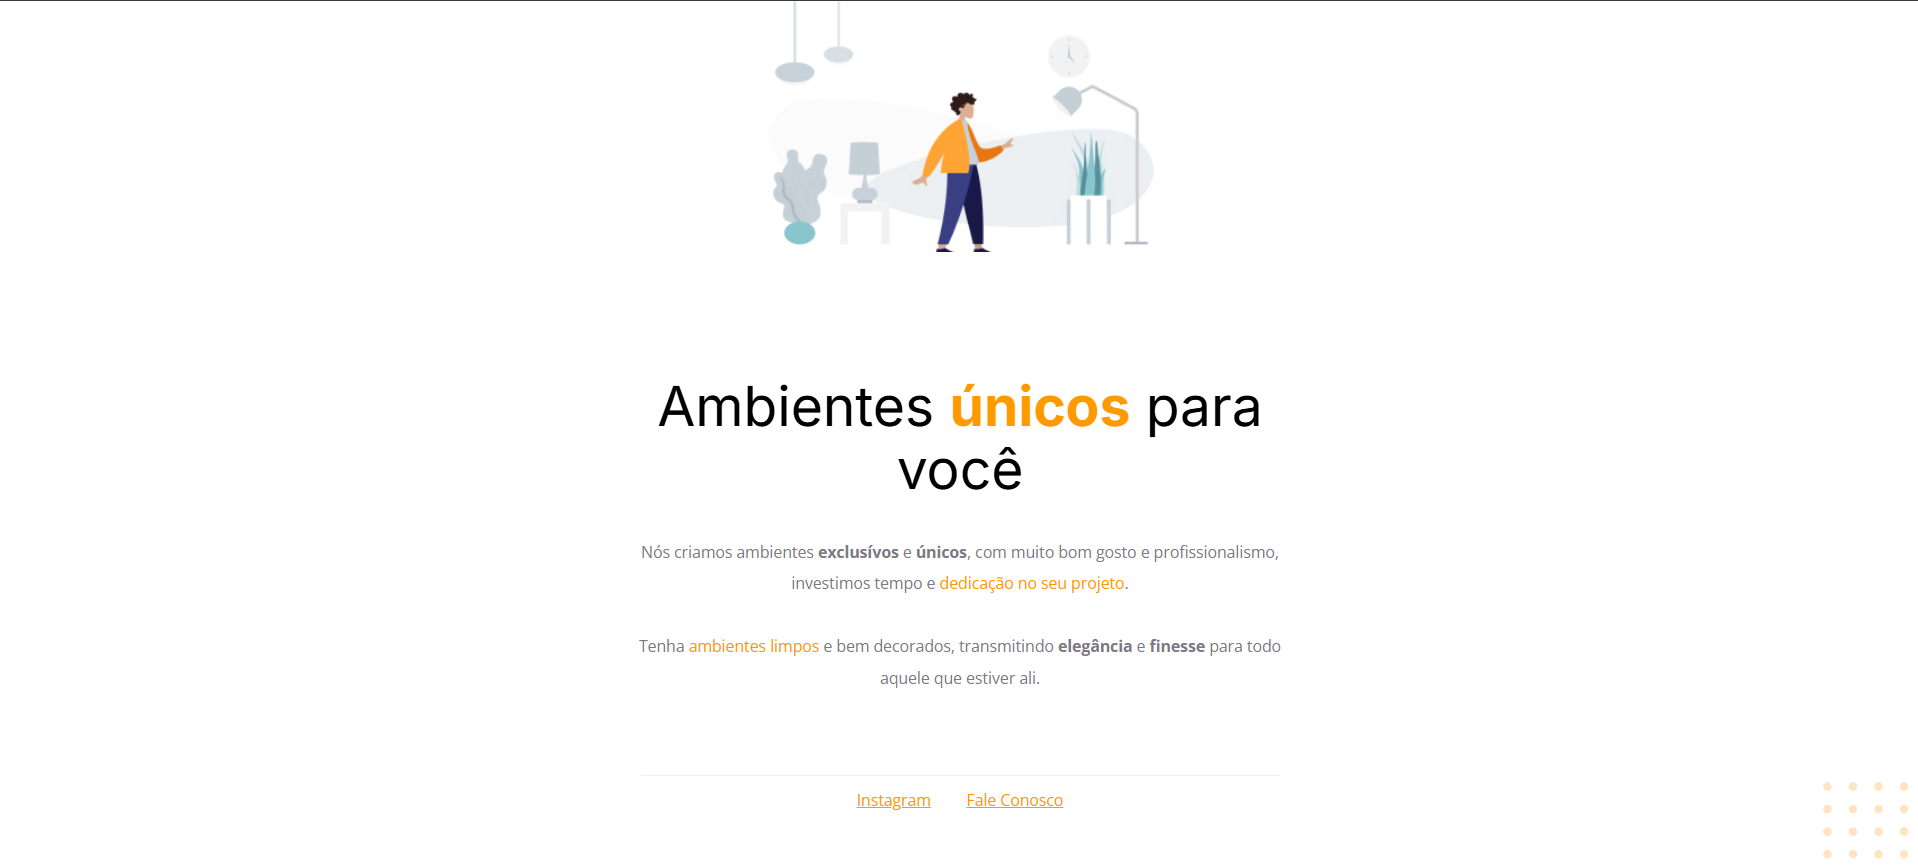 Ambientes únicos para
você
Nós criamos ambientes exclusívos e únicos, com muito bom gosto e profissionalismo,
investimos tempo e dedicação no seu projeto.
Tenha ambientes limpos e bem decorados, transmitindo elegância e finesse para todo
aquele que estiver ali.
Instagram Fale Conosco